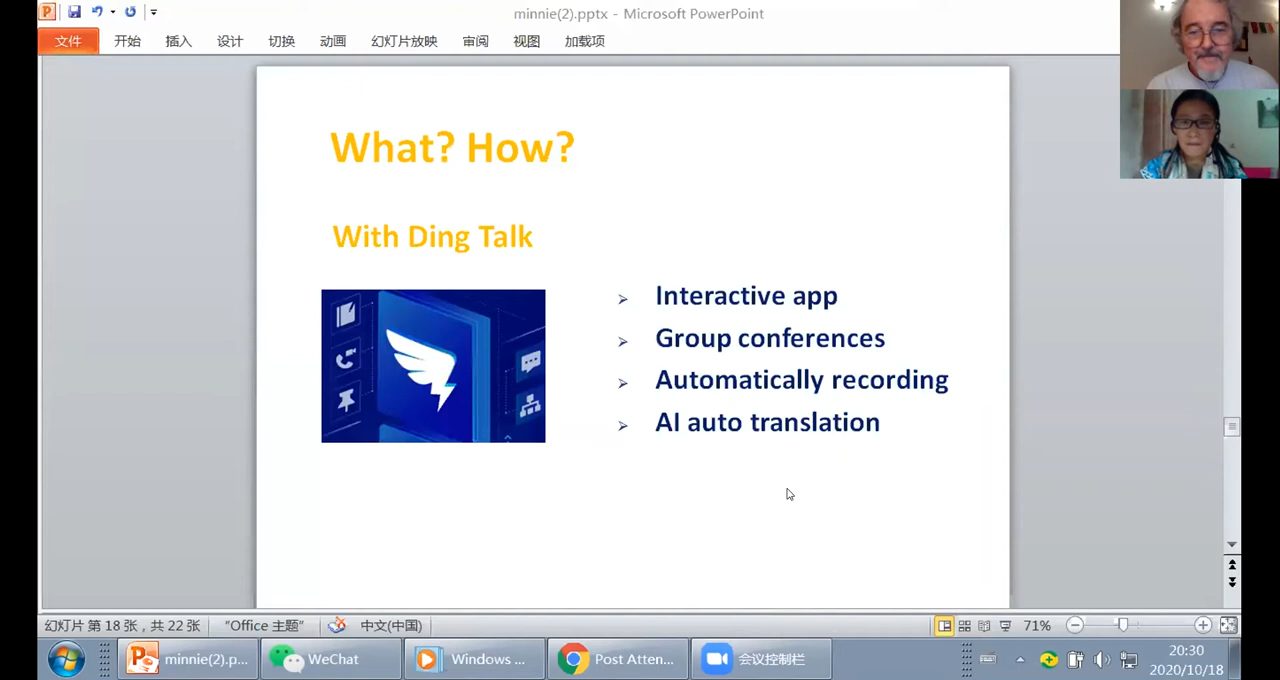 minnie(2).pptx - Microsoft PowerPoint
文件 开始 插入 设计 切换 动画 幻灯片放映 审阅 视图 加载项
What? How?
With Ding Talk
Interactive app
Group conferences
Automatically recording
AI auto translation
幻灯片 第 18 张，共 22 张 "Office 主题" 中文(中国) 71%
minnie(2).p... WeChat Windows ... Post Atten... 会议控制栏 20:30
2020/10/18